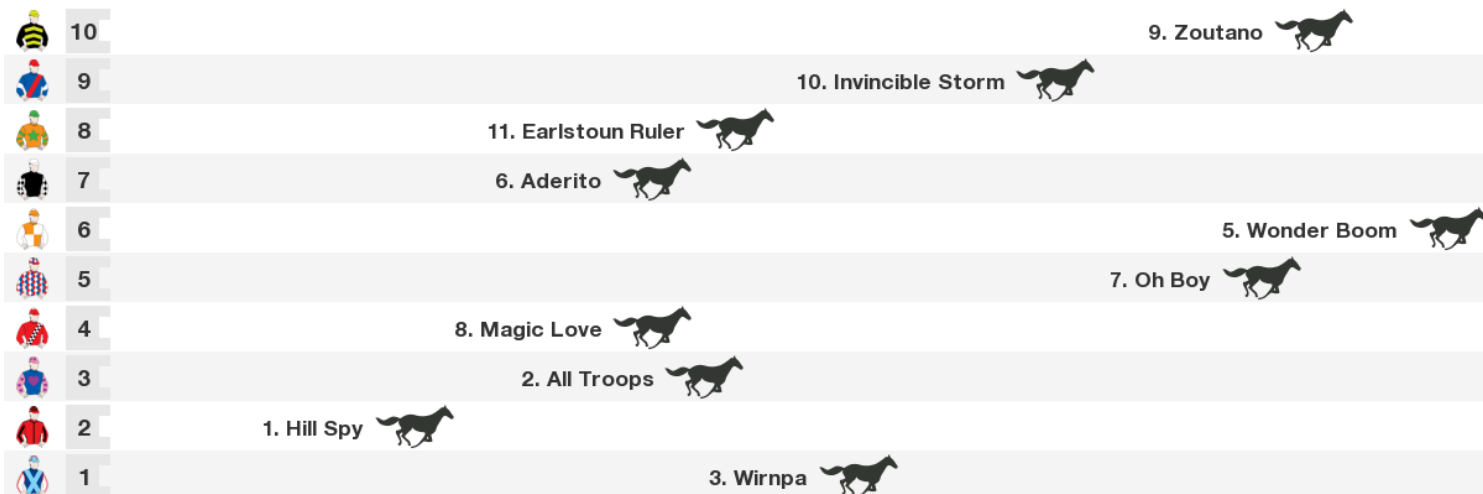 10 9. Zoutano
9 10. Invincible Storm
8 11. Earlstoun Ruler
7 6. Aderito
6 5. Wonder Boom
5 7. Oh Boy
4 8. Magic Love
3 2. All Troops
2 1. Hill Spy
1 3. Wirnpa